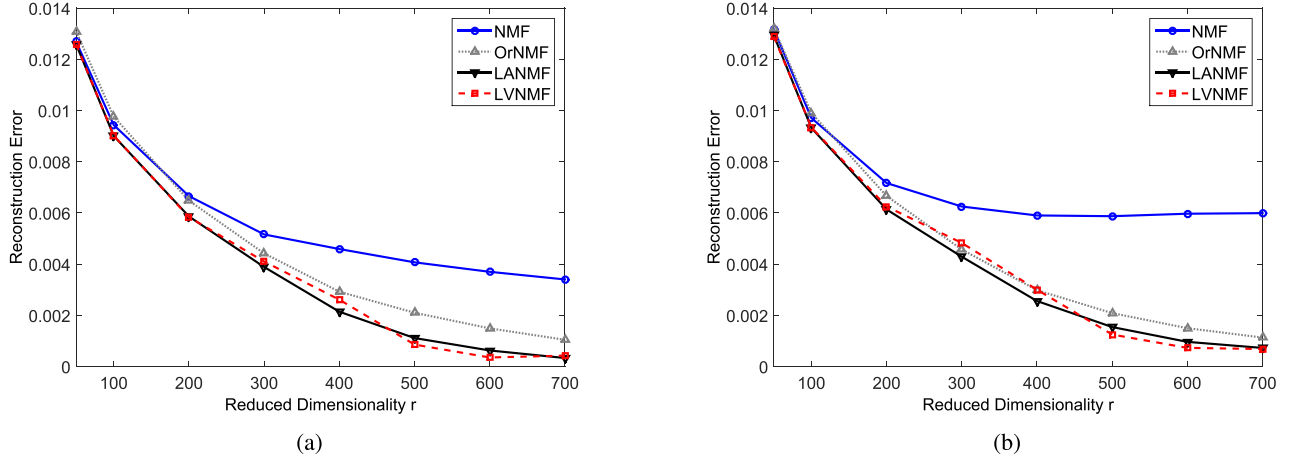 0.014
0.012
0.01
0.008
0.006
0.004
0.002
0
Reconstruction Error
100 200 300 400 500 600 700
Reduced Dimensionality r
NMF
OrNMF
LANMF
LVNMF
(a)
0.014
0.012
0.01
0.008
0.006
0.004
0.002
0
Reconstruction Error
100 200 300 400 500 600 700
Reduced Dimensionality r
NMF
OrNMF
LANMF
LVNMF
(b)